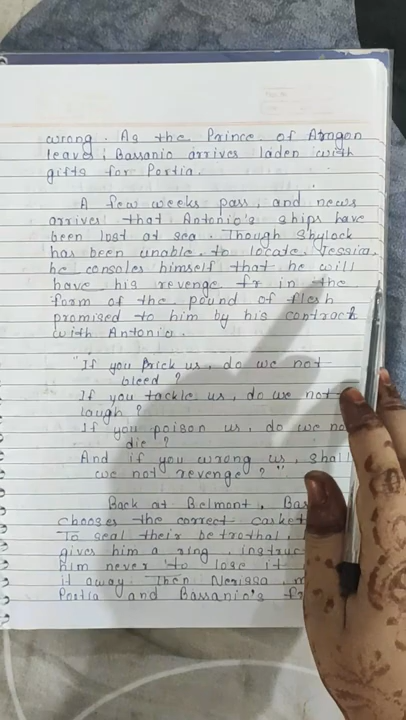 wrong. As the Prince of Atragon
leaves, Bassanio arrives laden with
gifts for Portia.
A few weeks pass, and news
arrives that Antonio's ships have
been lost at sea. Though Shylock
has been unable to locate Jessica,
he consoles himself that he will
have his revenge fr in the
form of the pound of flesh
promised to him by his contract
with Antonio.
"If you prick us, do we not
bleed?
If you tackle us, do we not
laugh?
If you poison us, do we no
die?
And if you wrong us, shall
we not revenge?"
Back at Belmont, Bas
chooses the correct casket
To seal their betrothal,
gives him a ring, instruc
him never to lose it
it away. Then Nerissa,
Portia and Bassanio's fr